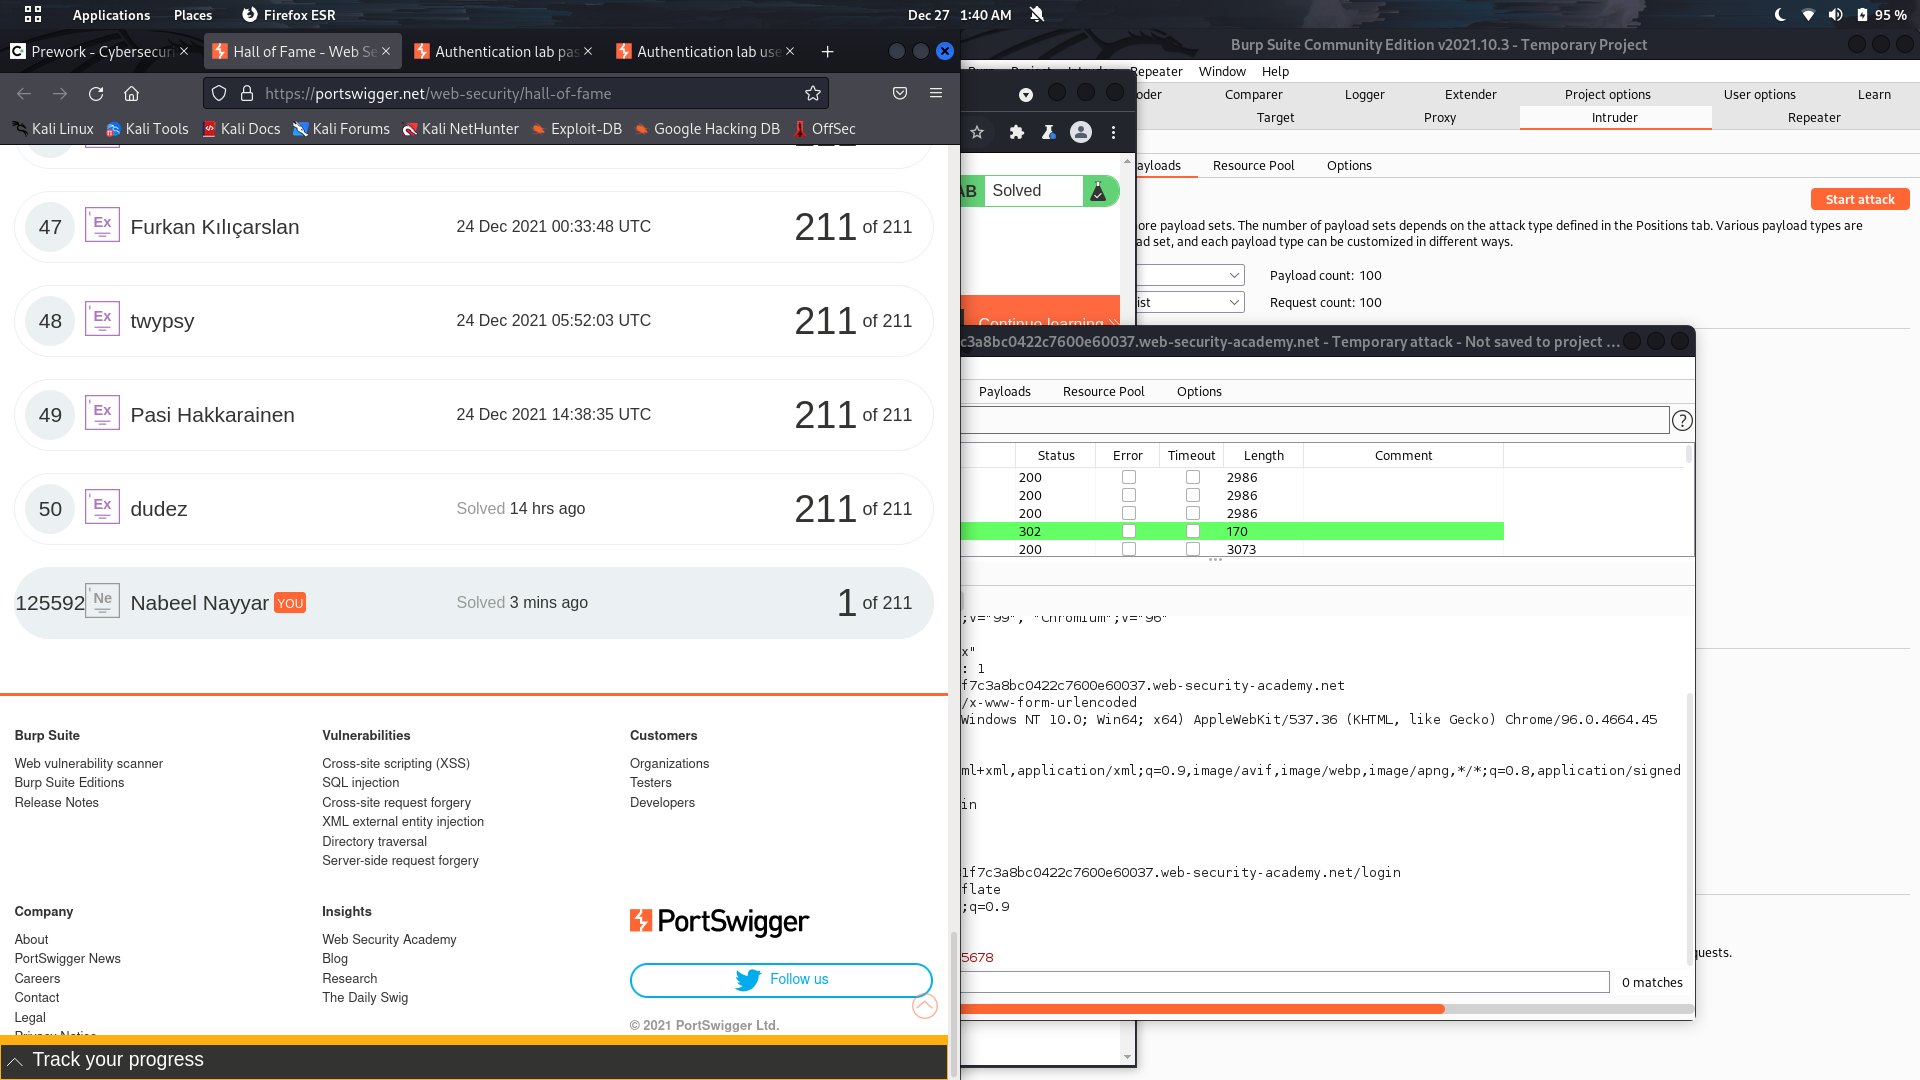 Applications Places Firefox ESR Dec 27 1:40 AM 95 %
Prework - Cybersecuri Hall of Fame - Web Se Authentication lab pas Authentication lab use
https://portswigger.net/web-security/hall-of-fame
Kali Linux Kali Tools Kali Docs Kali Forums Kali NetHunter Exploit-DB Google Hacking DB OffSec
47 Ex Furkan Kılıçarslan 24 Dec 2021 00:33:48 UTC 211 of 211
48 Ex twypsy 24 Dec 2021 05:52:03 UTC 211 of 211
49 Ex Pasi Hakkarainen 24 Dec 2021 14:38:35 UTC 211 of 211
50 Ex dudez Solved 14 hrs ago 211 of 211
125592 Ne Nabeel Nayyar YOU Solved 3 mins ago 1 of 211
Burp Suite
Web vulnerability scanner
Burp Suite Editions
Release Notes
Vulnerabilities
Cross-site scripting (XSS)
SQL injection
Cross-site request forgery
XML external entity injection
Directory traversal
Server-side request forgery
Customers
Organizations
Testers
Developers
Company
About
PortSwigger News
Careers
Contact
Legal
Insights
Web Security Academy
Blog
Research
The Daily Swig
PortSwigger
Follow us
© 2021 PortSwigger Ltd.
Track your progress
Burp Suite Community Edition v2021.10.3 - Temporary Project
Repeater Window Help
oder Comparer Logger Extender Project options User options Learn
Target Proxy Intruder Repeater
ayloads Resource Pool Options
Start attack
ore payload sets. The number of payload sets depends on the attack type defined in the Positions tab. Various payload types are
ad set, and each payload type can be customized in different ways.
Payload count: 100
ist Request count: 100
AB Solved
Continue learning
c3a8bc0422c7600e60037.web-security-academy.net - Temporary attack - Not saved to project ...
Payloads Resource Pool Options
Status Error Timeout Length Comment
200 2986
200 2986
200 2986
302 170
200 3073
;v="99", "Chromium";v="96"
x"
: 1
f7c3a8bc0422c7600e60037.web-security-academy.net
/x-www-form-urlencoded
Windows NT 10.0; Win64; x64) AppleWebKit/537.36 (KHTML, like Gecko) Chrome/96.0.4664.45
ml+xml,application/xml;q=0.9,image/avif,image/webp,image/apng,*/*;q=0.8,application/signed
in
1f7c3a8bc0422c7600e60037.web-security-academy.net/login
flate
;q=0.9
5678
0 matches
quests.